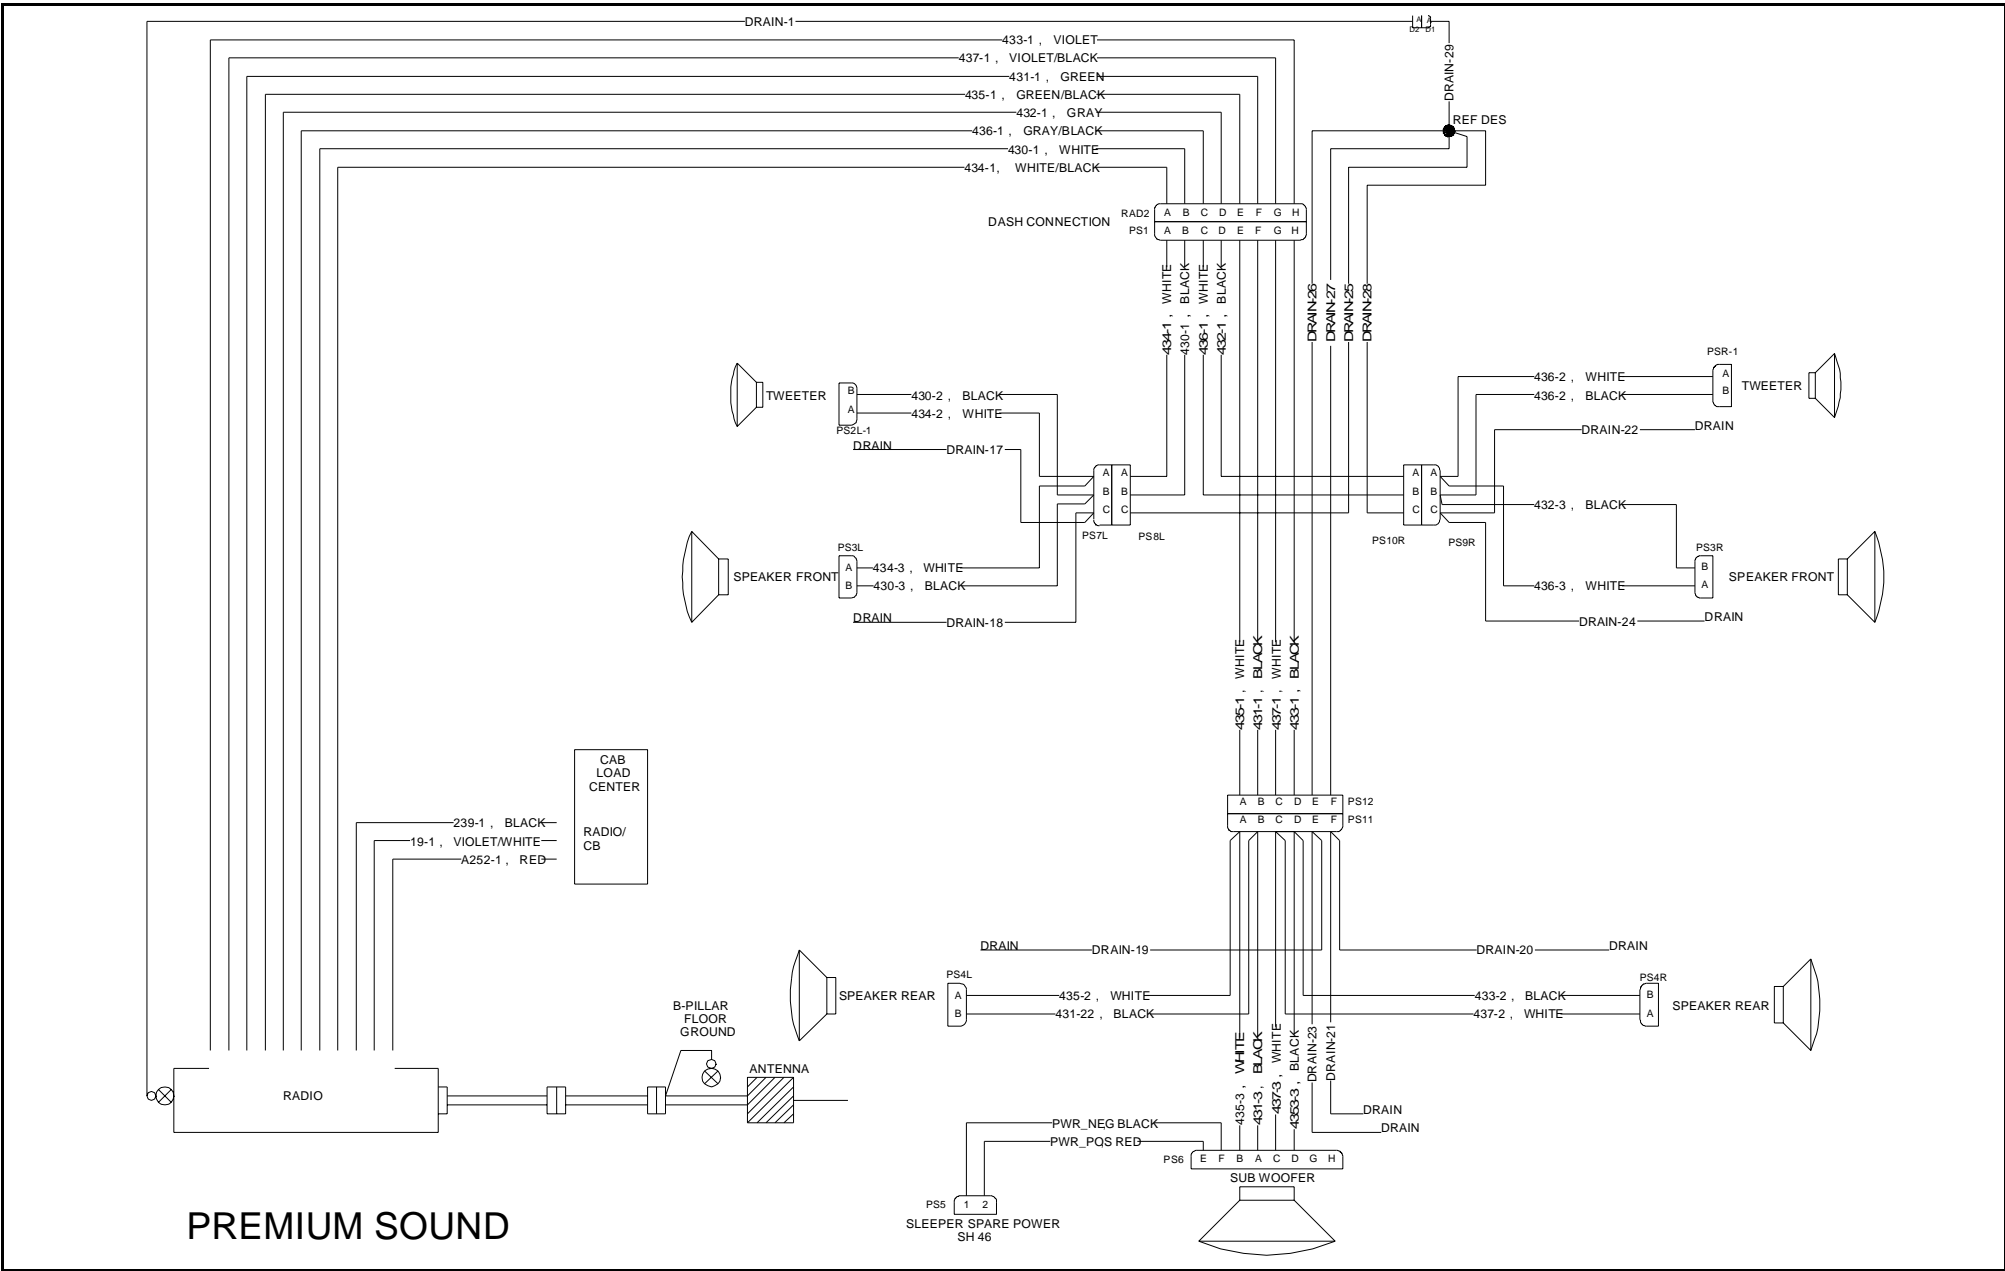 DRAIN-1
A A
D2 D1
433-1 , VIOLET
437-1 , VIOLET/BLACK
431-1 , GREEN
435-1 , GREEN/BLACK
432-1 , GRAY
436-1 , GRAY/BLACK
430-1 , WHITE
434-1, WHITE/BLACK
DRAIN-29
REF DES
DASH CONNECTION
RAD2 A B C D E F G H
PS1 A B C D E F G H
434-1 , WHITE
430-1 , BLACK
436-1 , WHITE
432-1 , BLACK
DRAIN-26
DRAIN-27
DRAIN-25
DRAIN-28
TWEETER
B
A
PS2L-1
430-2 , BLACK
434-2 , WHITE
DRAIN
DRAIN-17
A A
B B
C C
PS7L
PS8L
PS3L
SPEAKER FRONT
A
B
434-3 , WHITE
430-3 , BLACK
DRAIN
DRAIN-18
PSR-1
A
B
TWEETER
436-2 , WHITE
436-2 , BLACK
DRAIN-22
DRAIN
A A
B B
C C
PS10R
PS9R
432-3 , BLACK
PS3R
B
A
SPEAKER FRONT
436-3 , WHITE
DRAIN-24
DRAIN
435-1 , WHITE
431-1 , BLACK
437-1 , WHITE
433-1 , BLACK
CAB
LOAD
CENTER
RADIO/
CB
239-1 , BLACK
19-1 , VIOLET/WHITE
A252-1 , RED
A B C D E F PS12
A B C D E F PS11
DRAIN
DRAIN-19
DRAIN-20
DRAIN
PS4L
SPEAKER REAR
A
B
435-2 , WHITE
431-22 , BLACK
433-2 , BLACK
437-2 , WHITE
PS4R
B
A
SPEAKER REAR
435-3 , WHITE
431-3 , BLACK
437-3 , WHITE
4353-3 , BLACK
DRAIN-23
DRAIN-21
DRAIN
DRAIN
B-PILLAR
FLOOR
GROUND
ANTENNA
RADIO
PWR_NEG BLACK
PWR_POS RED
PS6 E F B A C D G H
SUB WOOFER
PS5 1 2
SLEEPER SPARE POWER
SH 46
PREMIUM SOUND